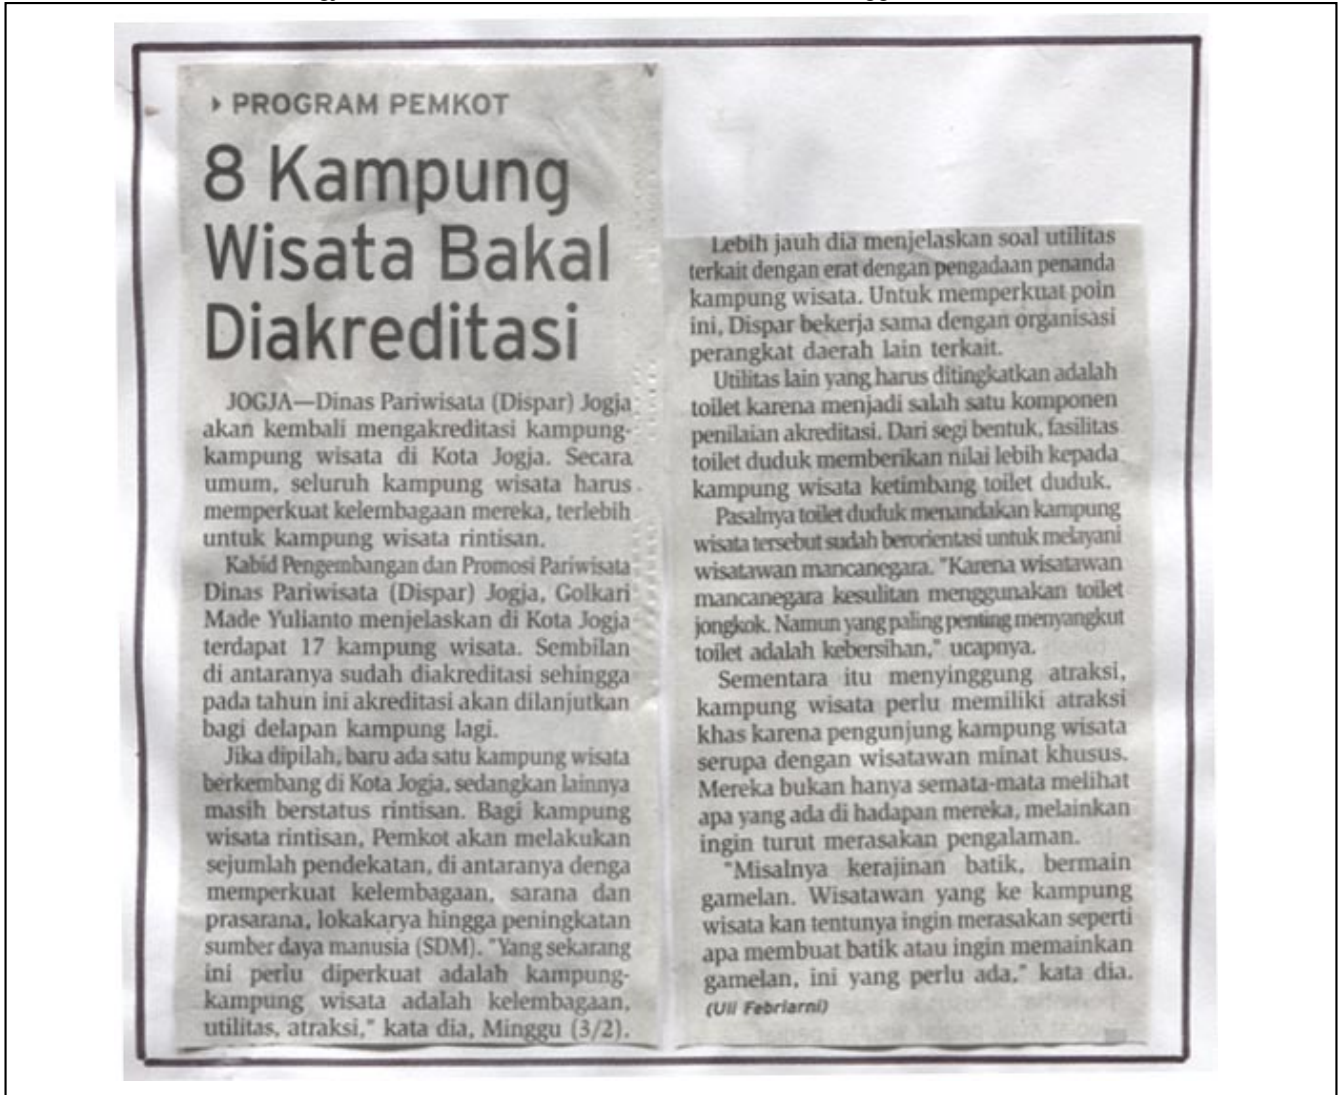 PROGRAM PEMKOT
8 Kampung
Wisata Bakal
Diakreditasi
JOGJA—Dinas Pariwisata (Dispar) Jogja
akan kembali mengakreditasi kampung-
kampung wisata di Kota Jogja. Secara
umum, seluruh kampung wisata harus
memperkuat kelembagaan mereka, terlebih
untuk kampung wisata rintisan.
Kabid Pengembangan dan Promosi Pariwisata
Dinas Pariwisata (Dispar) Jogja, Golkari
Made Yulianto menjelaskan di Kota Jogja
terdapat 17 kampung wisata. Sembilan
di antaranya sudah diakreditasi sehingga
pada tahun ini akreditasi akan dilanjutkan
bagi delapan kampung lagi.
Jika dipilah, baru ada satu kampung wisata
berkembang di Kota Jogja, sedangkan lainnya
masih berstatus rintisan. Bagi kampung
wisata rintisan, Pemkot akan melakukan
sejumlah pendekatan, di antaranya denga
memperkuat kelembagaan, sarana dan
prasarana, lokakarya hingga peningkatan
sumber daya manusia (SDM). "Yang sekarang
ini perlu diperkuat adalah kampung-
kampung wisata adalah kelembagaan,
utilitas, atraksi," kata dia, Minggu (3/2).
Lebih jauh dia menjelaskan soal utilitas
terkait dengan erat dengan pengadaan penanda
kampung wisata. Untuk memperkuat poin
ini, Dispar bekerja sama dengan organisasi
perangkat daerah lain terkait.
Utilitas lain yang harus ditingkatkan adalah
toilet karena menjadi salah satu komponen
penilaian akreditasi. Dari segi bentuk, fasilitas
toilet duduk memberikan nilai lebih kepada
kampung wisata ketimbang toilet duduk.
Pasalnya toilet duduk menandakan kampung
wisata tersebut sudah berorientasi untuk melayani
wisatawan mancanegara. "Karena wisatawan
mancanegara kesulitan menggunakan toilet
jongkok. Namun yang paling penting menyangkut
toilet adalah kebersihan," ucapnya.
Sementara itu menyinggung atraksi,
kampung wisata perlu memiliki atraksi
khas karena pengunjung kampung wisata
serupa dengan wisatawan minat khusus.
Mereka bukan hanya semata-mata melihat
apa yang ada di hadapan mereka, melainkan
ingin turut merasakan pengalaman.
"Misalnya kerajinan batik, bermain
gamelan. Wisatawan yang ke kampung
wisata kan tentunya ingin merasakan seperti
apa membuat batik atau ingin memainkan
gamelan, ini yang perlu ada," kata dia.
(Uli Febriarni)